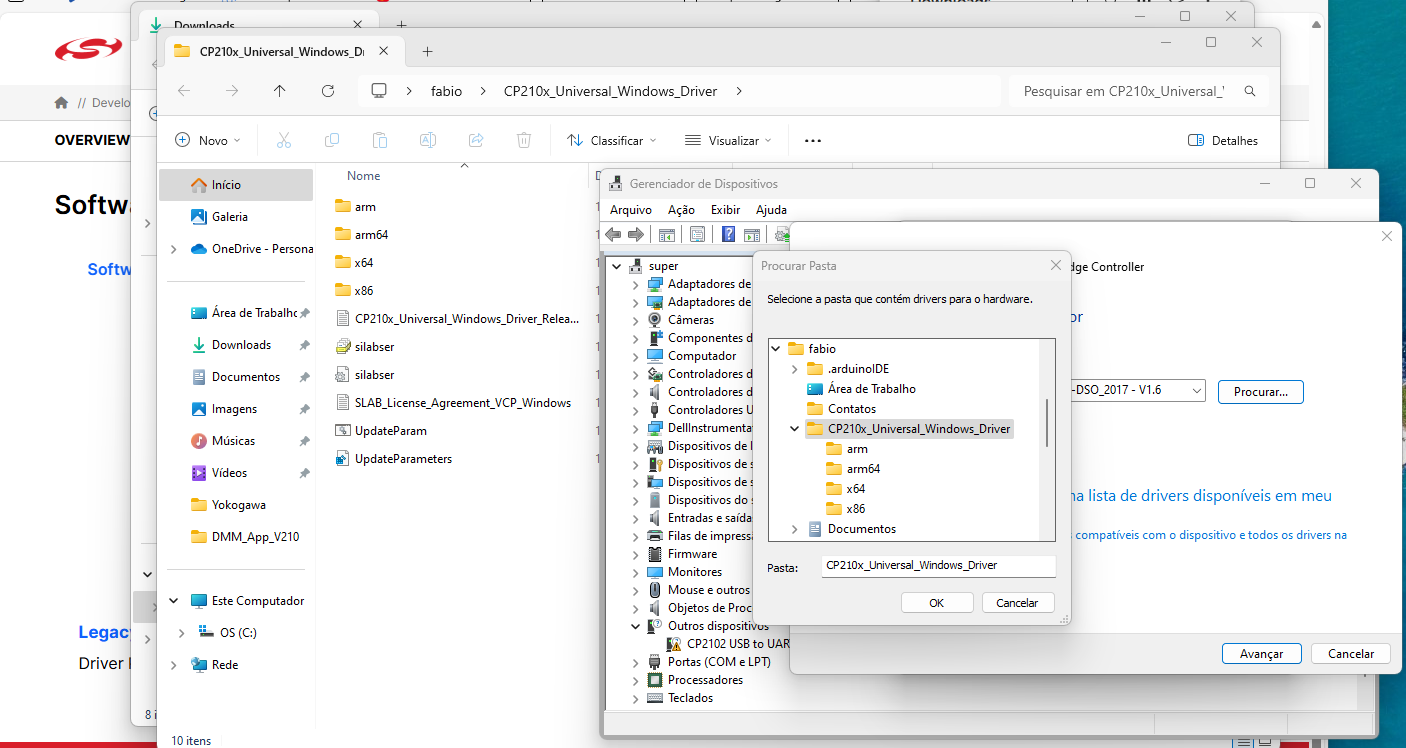 Downloads
CP210x_Universal_Windows_Dr
fabio
CP210x_Universal_Windows_Driver
Pesquisar em CP210x_Universal_'
// Develo
OVERVIEW
Novo
Classificar
Visualizar
Detalhes
Softwa
Softw
Legac
Driver
Início
Galeria
OneDrive - Persona
Área de Trabalho
Downloads
Documentos
Imagens
Músicas
Vídeos
Yokogawa
DMM_App_V210
Este Computador
OS (C:)
Rede
10 itens
Nome
arm
arm64
x64
x86
CP210x_Universal_Windows_Driver_Relea...
silabser
silabser
SLAB_License_Agreement_VCP_Windows
UpdateParam
UpdateParameters
Gerenciador de Dispositivos
Arquivo Ação Exibir Ajuda
super
Adaptadores de
Adaptadores de
Câmeras
Componentes d
Computador
Controladores d
Controladores d
Controladores U
DellInstrumenta
Dispositivos de
Dispositivos de s
Dispositivos de s
Dispositivos do s
Entradas e saída
Filas de impress
Firmware
Monitores
Mouse e outros
Objetos de Proc
Outros dispositivos
CP2102 USB to UAR
Portas (COM e LPT)
Processadores
Teclados
Procurar Pasta
Selecione a pasta que contém drivers para o hardware.
fabio
.arduinoIDE
Área de Trabalho
Contatos
CP210x_Universal_Windows_Driver
arm
arm64
x64
x86
Documentos
Pasta:
CP210x_Universal_Windows_Driver
OK
Cancelar
dge Controller
or
-DSO_2017 - V1.6
Procurar...
na lista de drivers disponíveis em meu
compatíveis com o dispositivo e todos os drivers na
Avançar
Cancelar